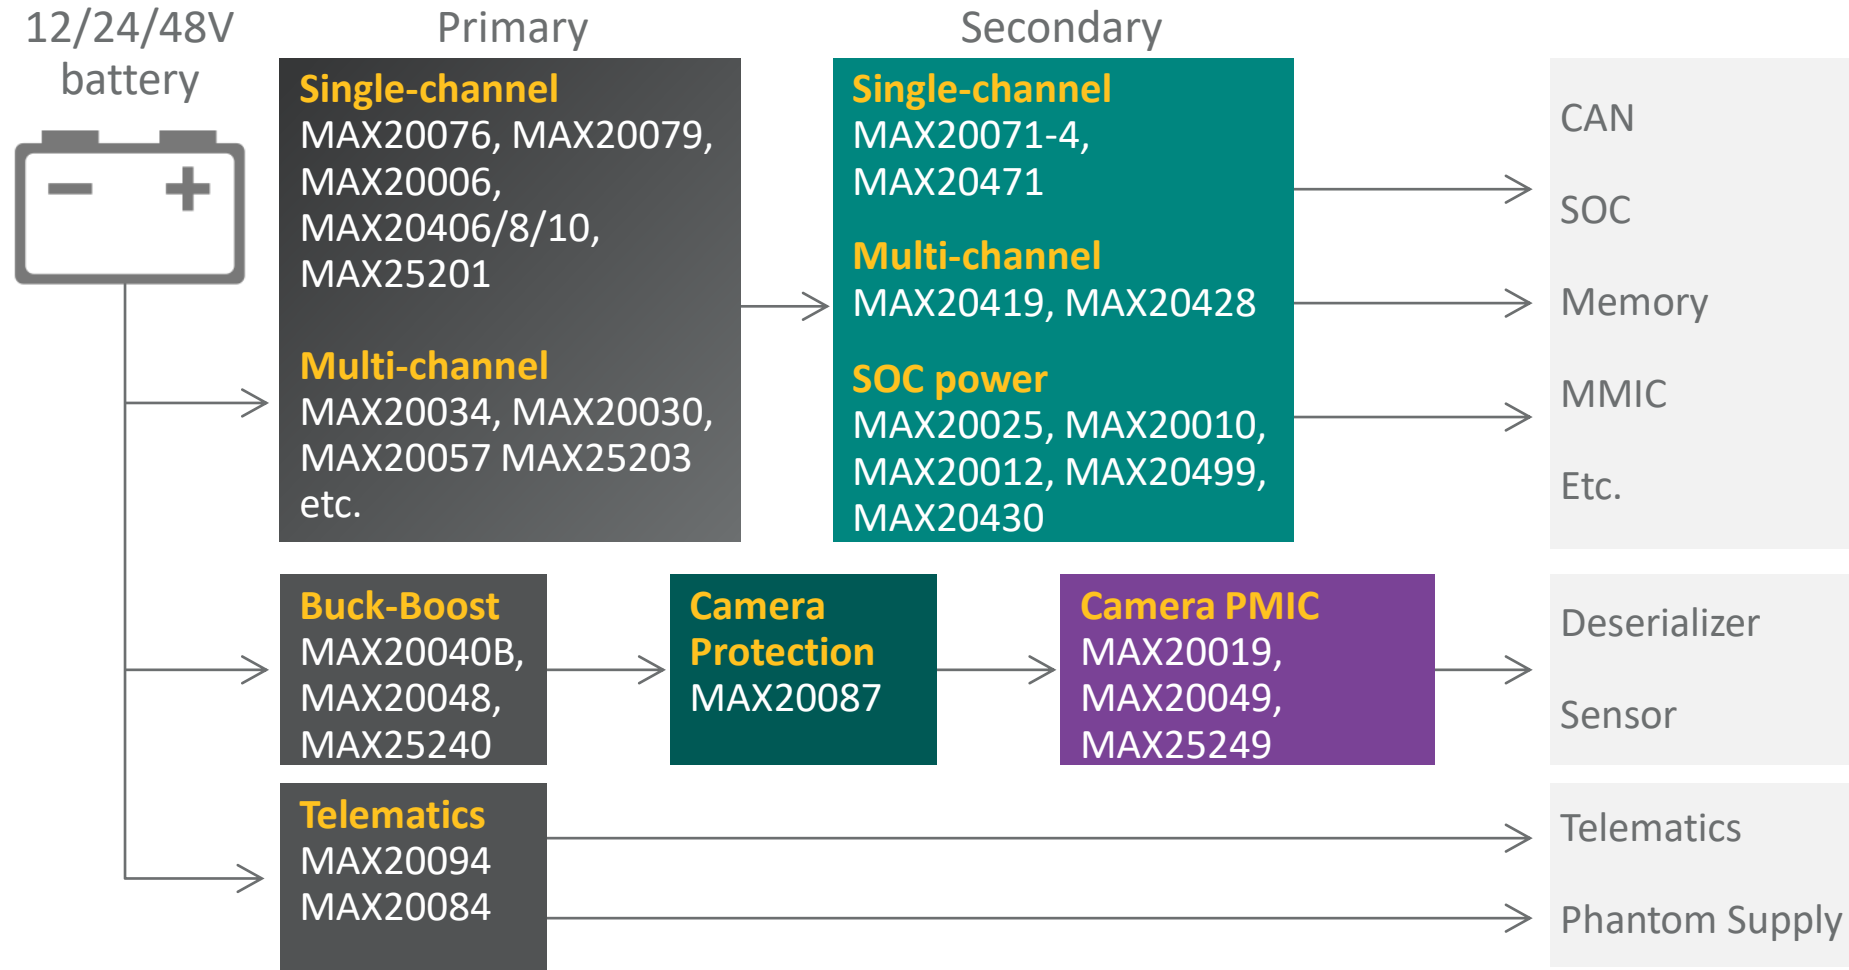 12/24/48V
battery
Primary
Secondary
Single-channel
MAX20076, MAX20079,
MAX20006,
MAX20406/8/10,
MAX25201
Multi-channel
MAX20034, MAX20030,
MAX20057 MAX25203
etc.
Single-channel
MAX20071-4,
MAX20471
Multi-channel
MAX20419, MAX20428
SOC power
MAX20025, MAX20010,
MAX20012, MAX20499,
MAX20430
CAN
SOC
Memory
MMIC
Etc.
Buck-Boost
MAX20040B,
MAX20048,
MAX25240
Camera
Protection
MAX20087
Camera PMIC
MAX20019,
MAX20049,
MAX25249
Deserializer
Sensor
Telematics
MAX20094
MAX20084
Telematics
Phantom Supply